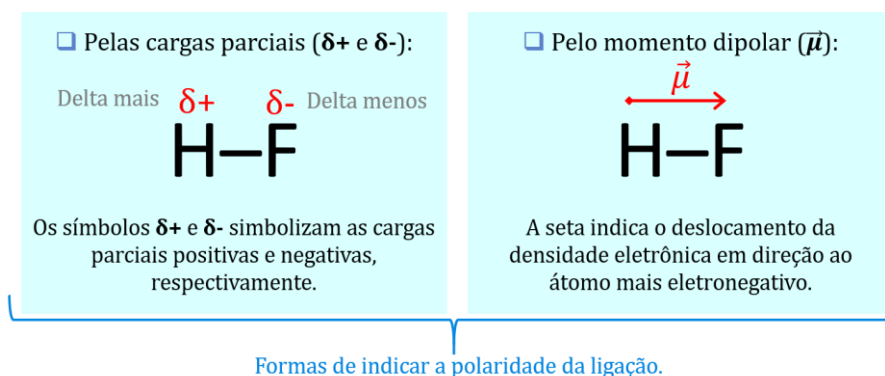 ❑ Pelas cargas parciais (δ+ e δ-):
Delta mais δ+ δ- Delta menos
H–F
Os símbolos δ+ e δ- simbolizam as cargas
parciais positivas e negativas,
respectivamente.
❑ Pelo momento dipolar (μ⃗):
μ⃗
H–F
A seta indica o deslocamento da
densidade eletrônica em direção ao
átomo mais eletronegativo.
Formas de indicar a polaridade da ligação.